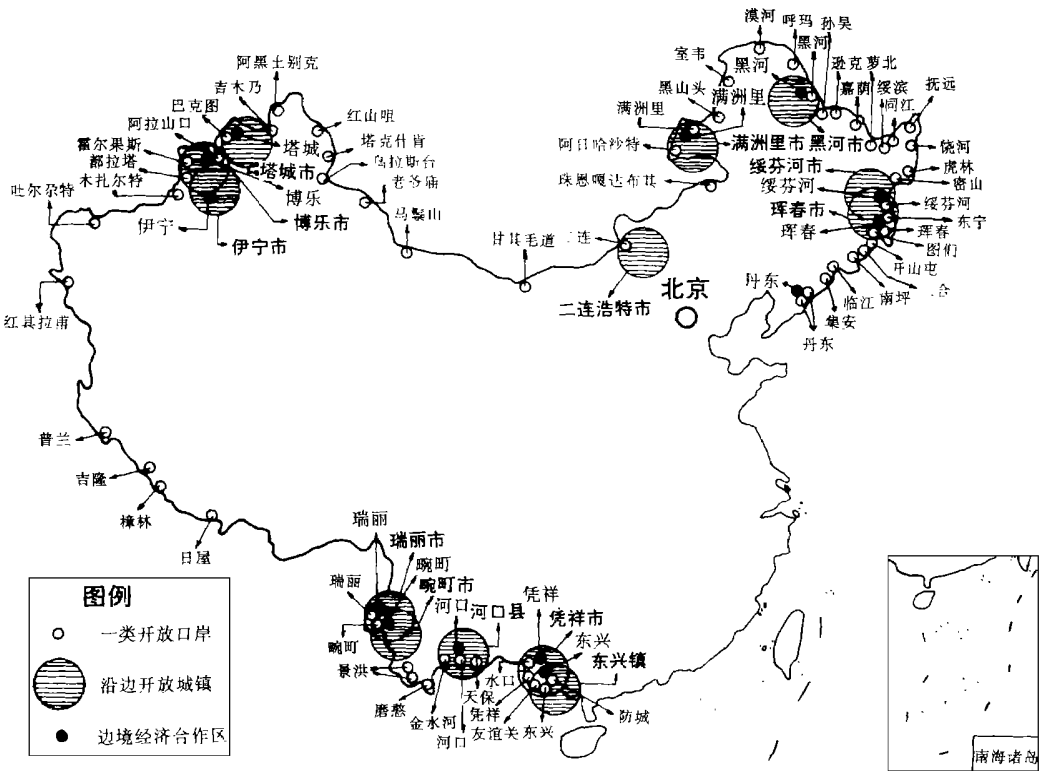 漠河
呼玛
孙吴
室韦
黑河
黑河
逊克
萝北
阿黑土别克
吉木乃
黑山头
满洲里
嘉荫
绥滨
同江
抚远
巴克图
满洲里
红山咀
阿拉山口
塔城
霍尔果斯
塔克什肯
阿日哈沙特
满洲里市
黑河市
饶河
都拉塔
塔城市
乌拉斯台
绥芬河市
虎林
木扎尔特
老爷庙
珠恩嘎达布其
绥芬河
密山
吐尔尕特
博乐
珲春市
绥芬河
博乐市
马鬃山
东宁
伊宁
伊宁市
甘其毛道
二连
珲春
珲春
图们
开山屯
北京
丹东
二连浩特市
临江
南坪
合
红其拉甫
集安
丹东
普兰
吉隆
樟林
日屋
瑞丽
瑞丽市
畹町
瑞丽
畹町市
河口
河口县
凭祥
凭祥市
东兴
畹町
东兴镇
景洪
水口
天保
磨憨
金水河
凭祥
防城
河口
友谊关
东兴
图例
一类开放口岸
沿边开放城镇
边境经济合作区
南海诸岛